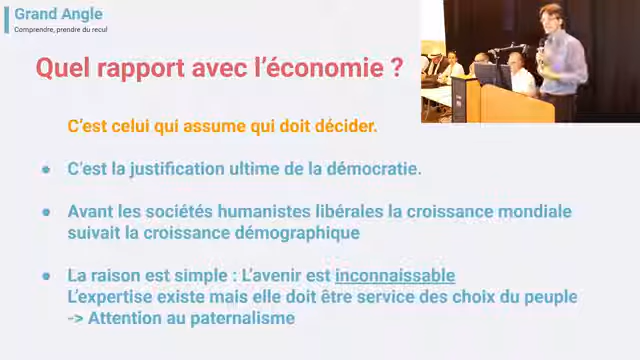 Grand Angle
Comprendre, prendre du recul
Quel rapport avec l'économie ?
C'est celui qui assume qui doit décider.
C'est la justification ultime de la démocratie.
Avant les sociétés humanistes libérales la croissance mondiale
suivait la croissance démographique
La raison est simple : L'avenir est inconnaissable
L'expertise existe mais elle doit être service des choix du peuple
-> Attention au paternalisme